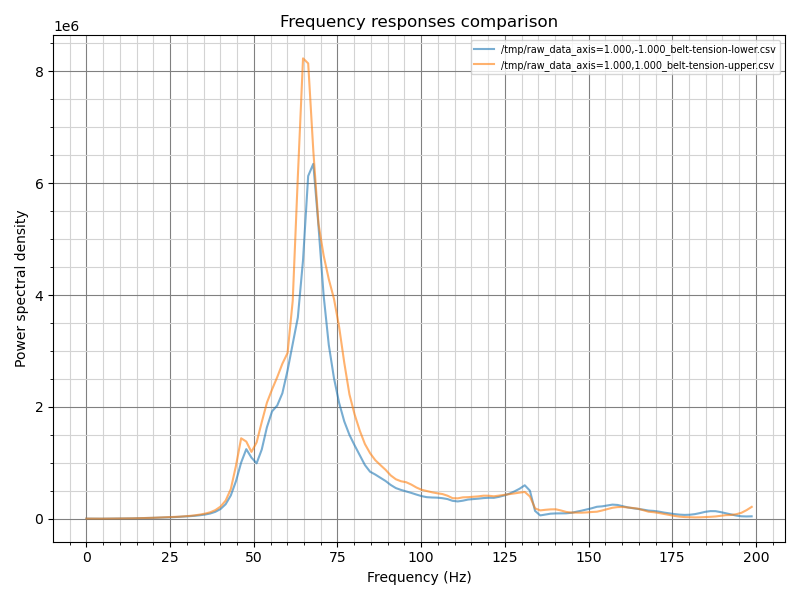 Frequency responses comparison
1e6
/tmp/raw_data_axis=1.000,-1.000_belt-tension-lower.csv
/tmp/raw_data_axis=1.000,1.000_belt-tension-upper.csv
8
6
4
2
0
Power spectral density
0 25 50 75 100 125 150 175 200
Frequency (Hz)